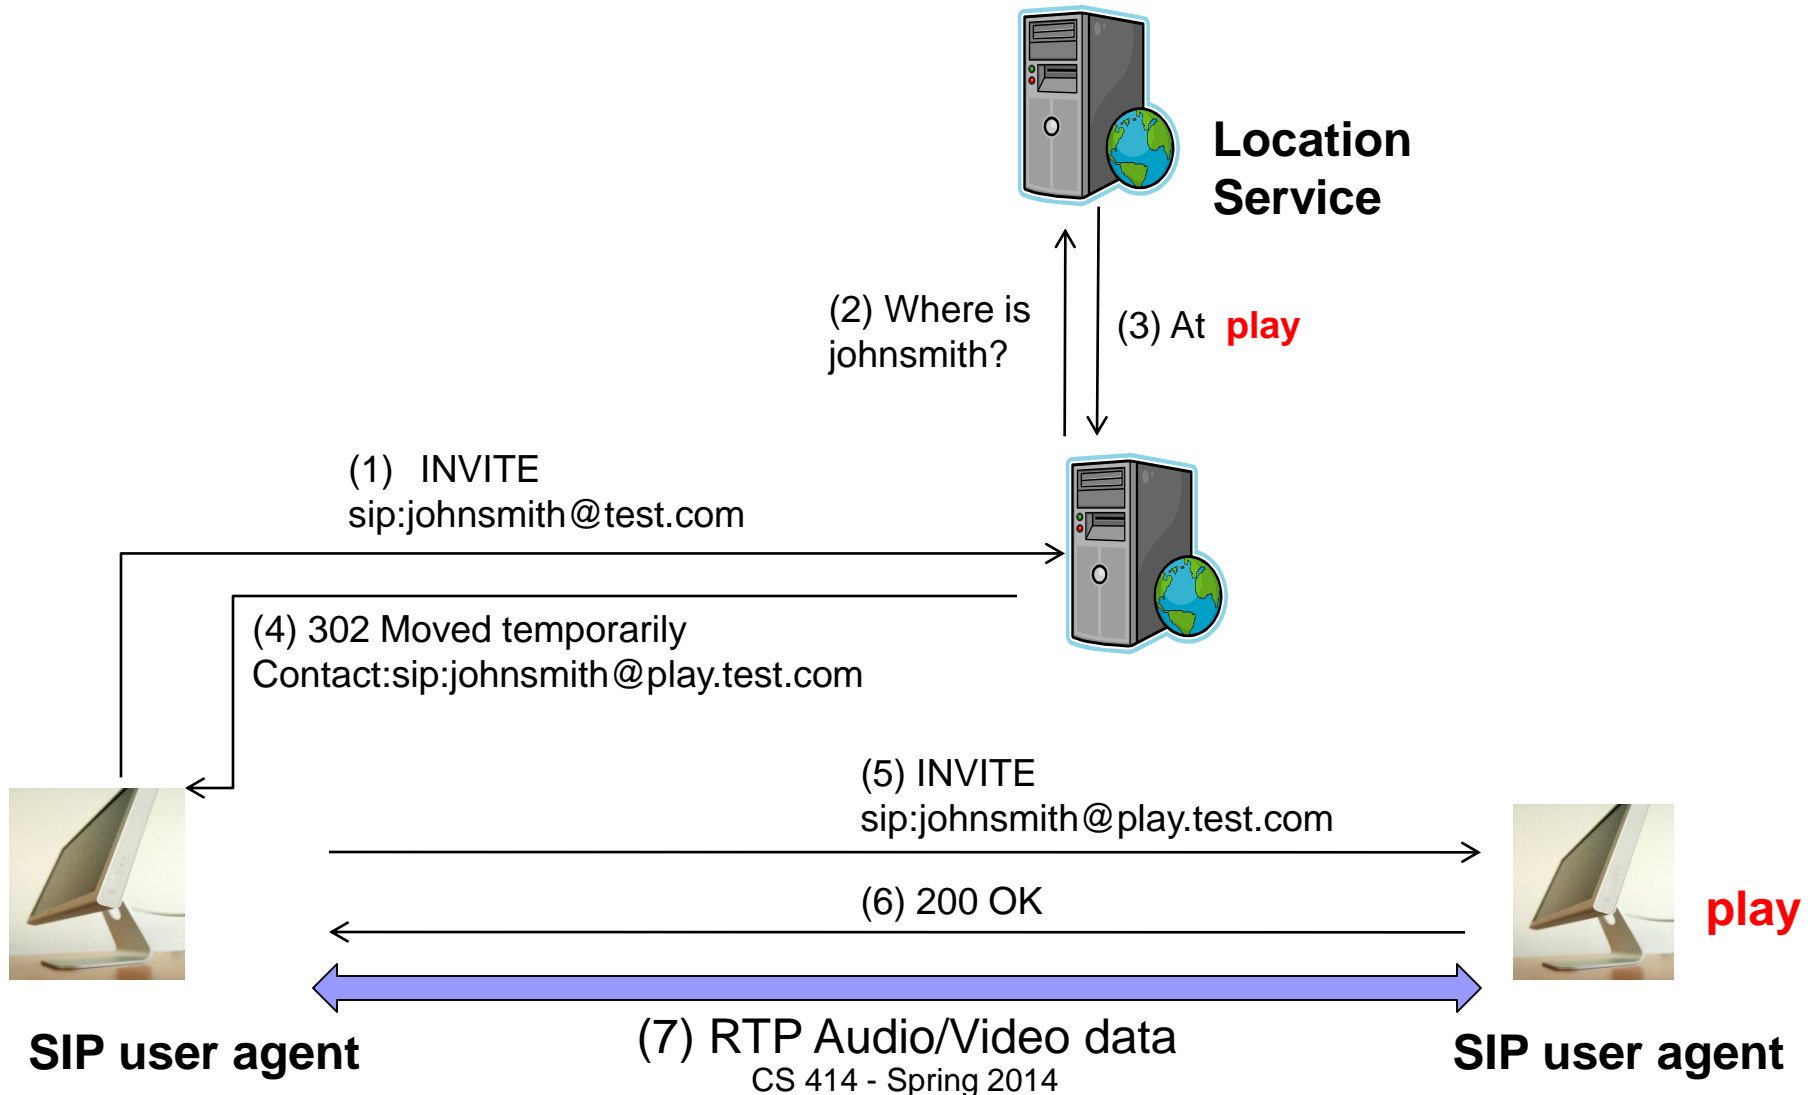 Location
Service
(2) Where is
johnsmith?
(3) At play
(1) INVITE
sip:johnsmith@test.com
(4) 302 Moved temporarily
Contact:sip:johnsmith@play.test.com
(5) INVITE
sip:johnsmith@play.test.com
(6) 200 OK
play
(7) RTP Audio/Video data
SIP user agent
SIP user agent
CS 414 - Spring 2014